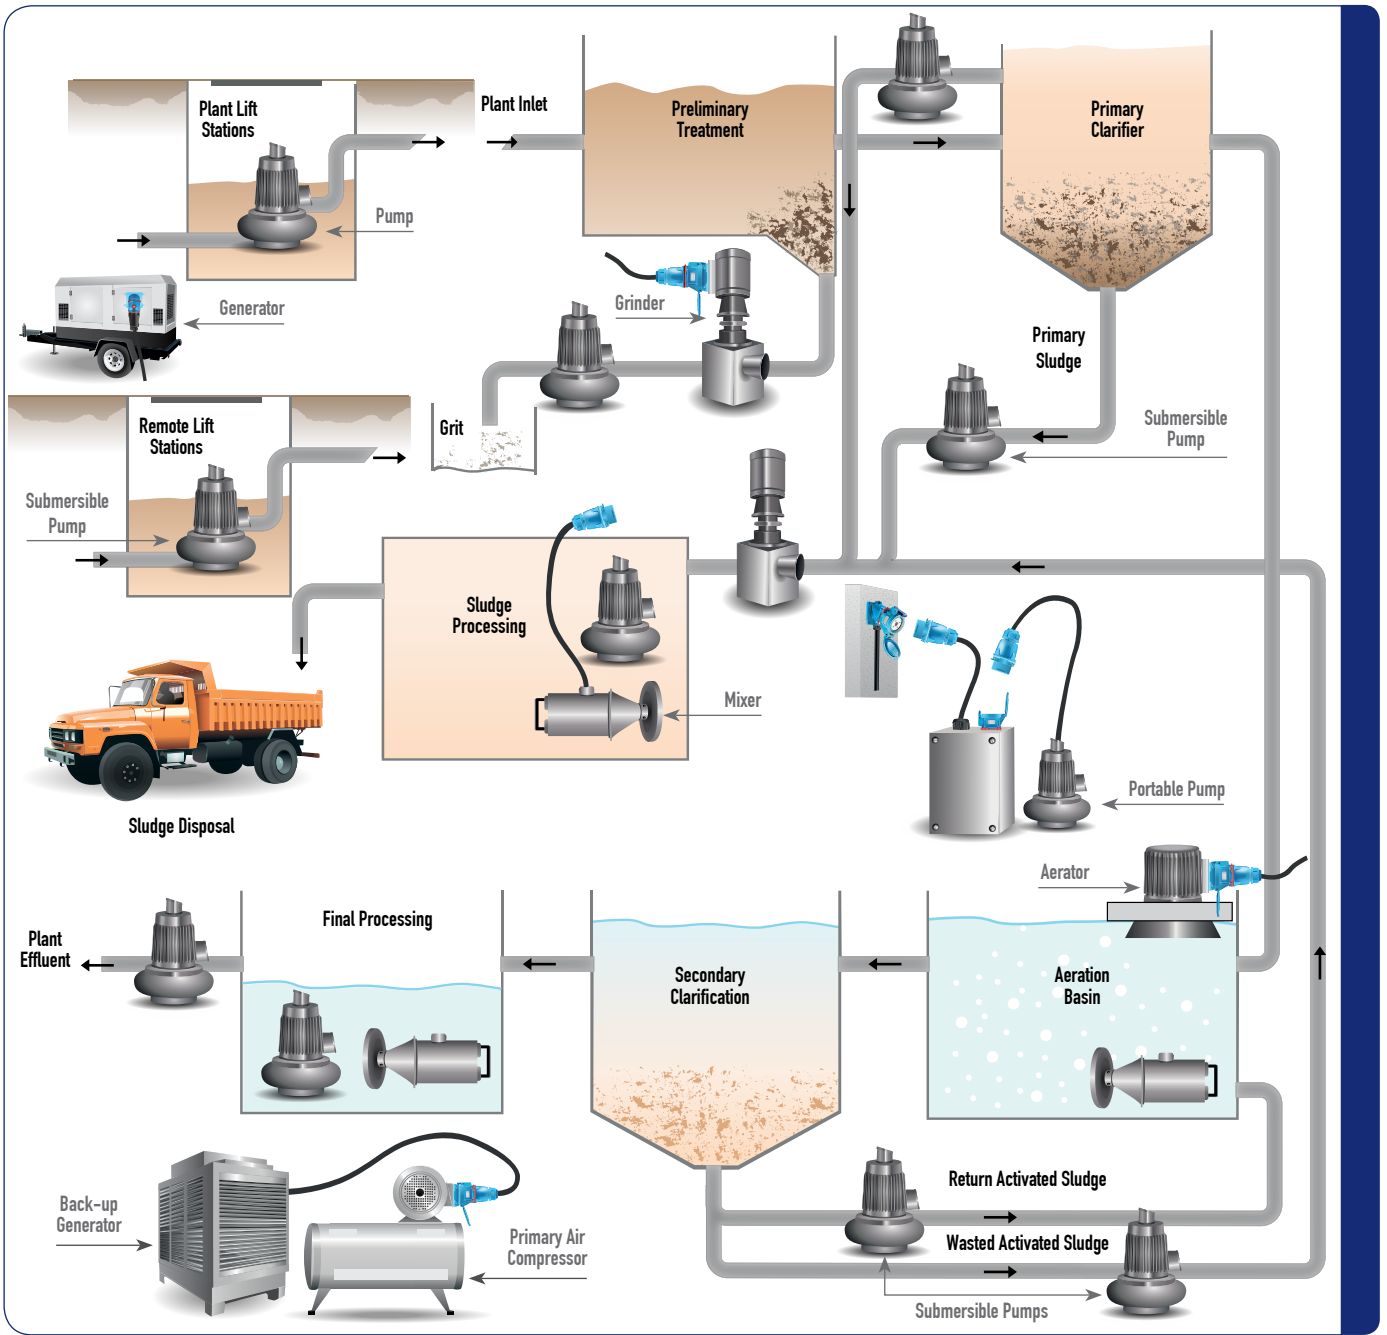 Plant Lift
Stations
Plant Inlet
Preliminary
Treatment
Primary
Clarifier
Pump
Generator
Grinder
Primary
Sludge
Remote Lift
Stations
Grit
Submersible
Pump
Submersible
Pump
Sludge
Processing
Mixer
Portable Pump
Sludge Disposal
Aerator
Plant
Effluent
Final Processing
Secondary
Clarification
Aeration
Basin
Return Activated Sludge
Back-up
Generator
Primary Air
Compressor
Wasted Activated Sludge
Submersible Pumps